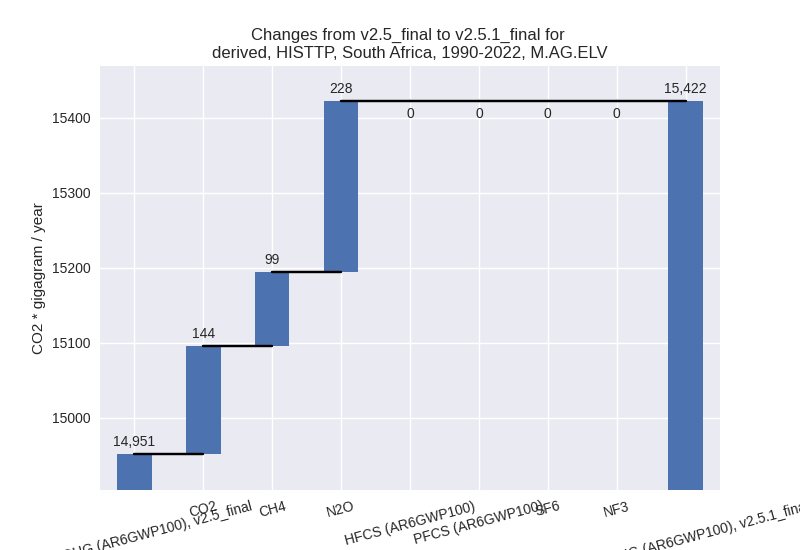 Changes from v2.5_final to v2.5.1_final for
derived, HISTTP, South Africa, 1990-2022, M.AG.ELV
CO2 * gigagram / year
15400
15300
15200
15100
15000
14,951
144
99
228
0
0
0
0
15,422
(AR6GWP100), v2.5_final
CO2
CH4
N2O
HFCS (AR6GWP100)
PFCS (AR6GWP100)
SF6
NF3
(AR6GWP100), v2.5.1_fina